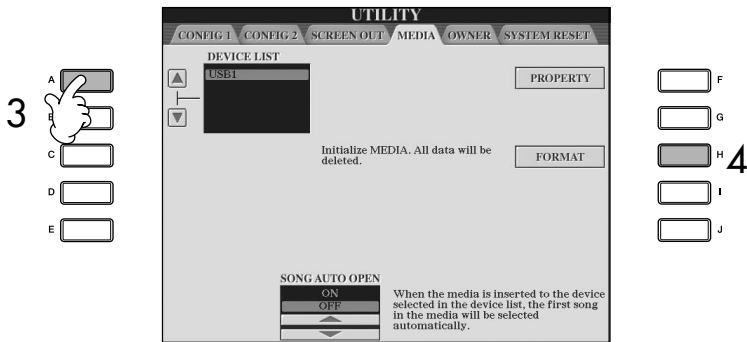 UTILITY
CONFIG 1 CONFIG 2 SCREEN OUT MEDIA OWNER SYSTEM RESET
DEVICE LIST
USB1
PROPERTY
Initialize MEDIA. All data will be
deleted.
FORMAT
SONG AUTO OPEN
ON
OFF
When the media is inserted to the device
selected in the device list, the first song
in the media will be selected
automatically.
3
A
B
C
D
E
F
G
H
4
I
J